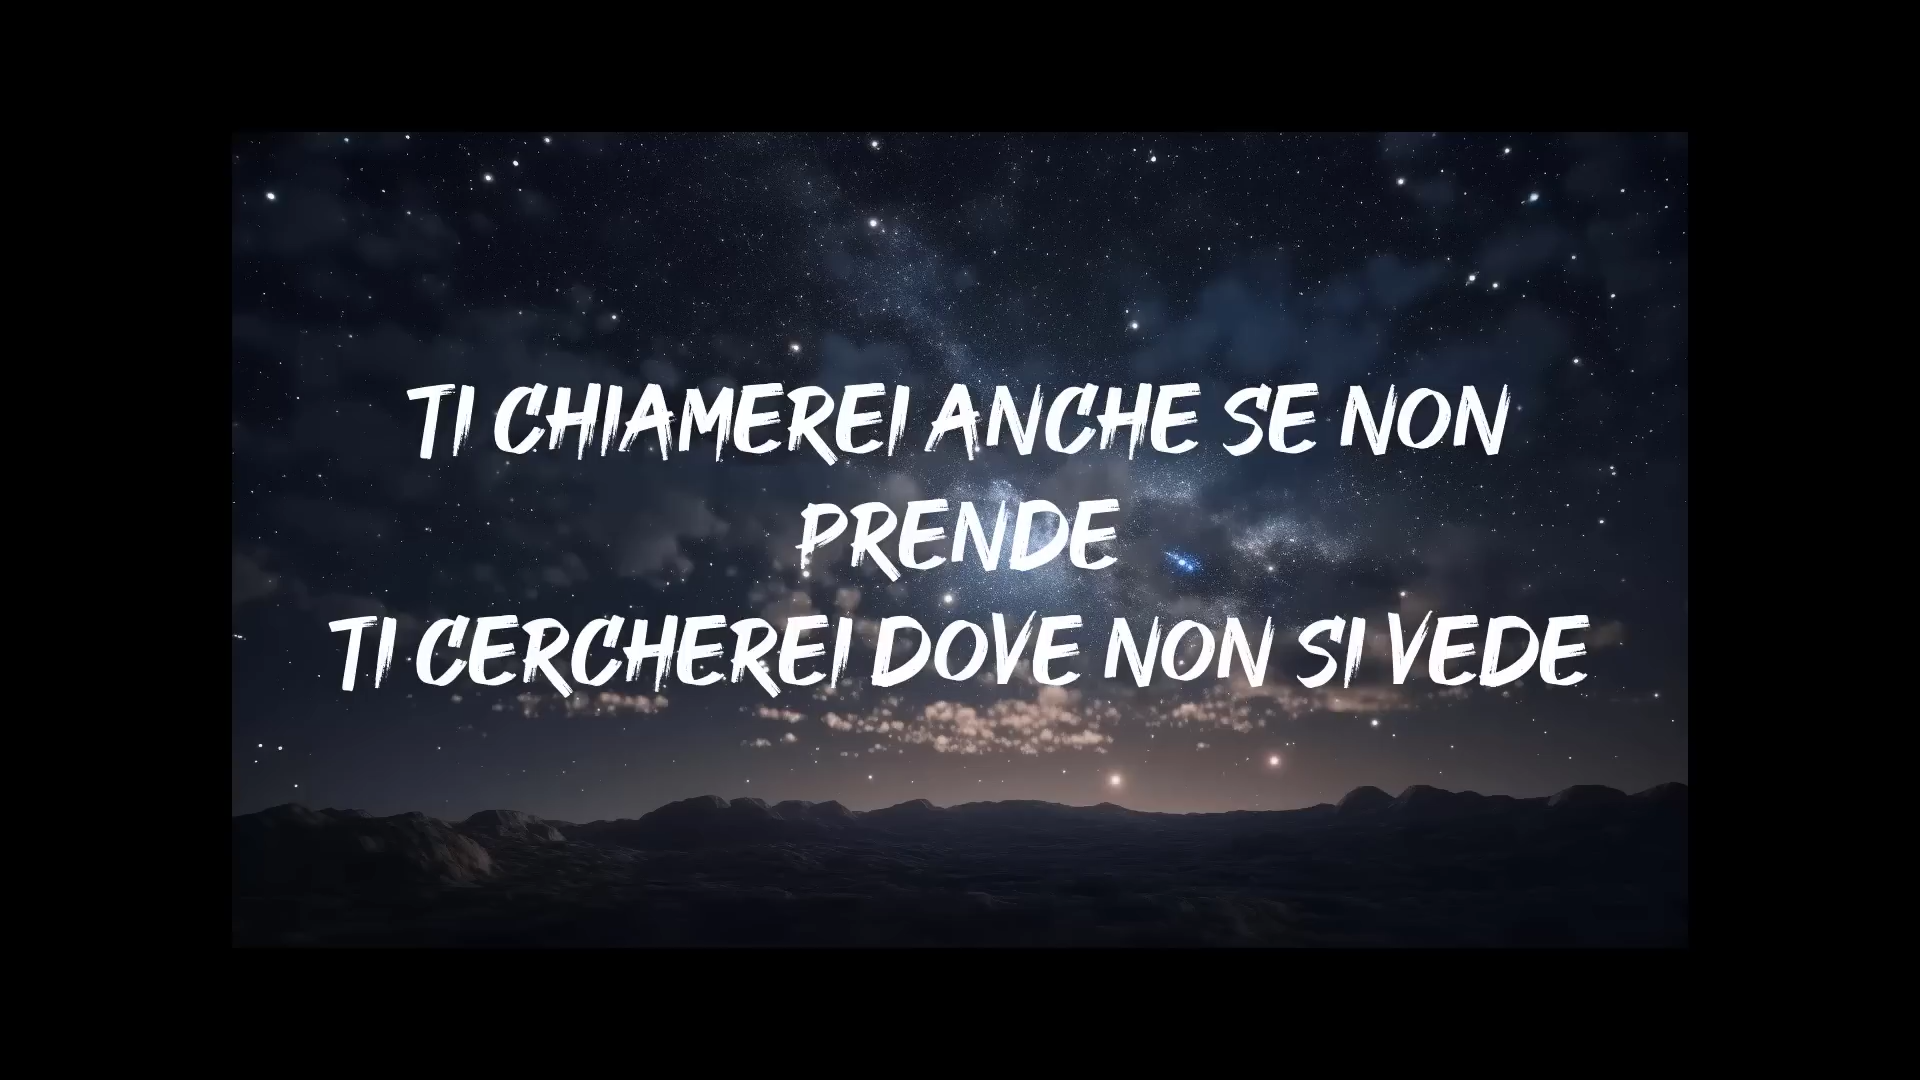 TI CHIAMEREI ANCHE SE NON
PRENDE
TI CERCHEREI DOVE NON SI VEDE